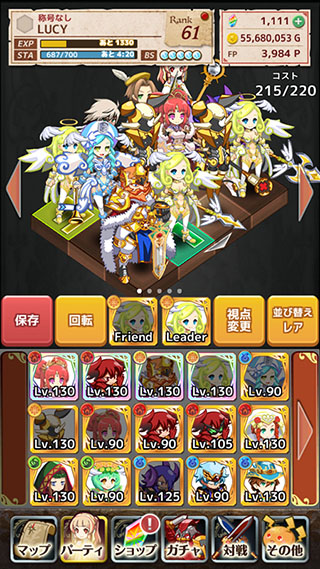 称号なし
LUCY
Rank
61
1,111
EXP あと 1330
55,680,053 G
STA 687/700 あと 4:20 BS
FP 3,984 P
コスト
215/220
保存
回転
Friend
Leader
視点
変更
並び替え
レア
Lv.130 Lv.130 Lv.130 Lv.130 Lv.90
Lv.130 Lv.90 Lv.105 Lv.90 Lv.130
Lv.130 Lv.90 Lv.125 Lv.90 Lv.90
マップ パーティ ショップ ガチャ 対戦 その他